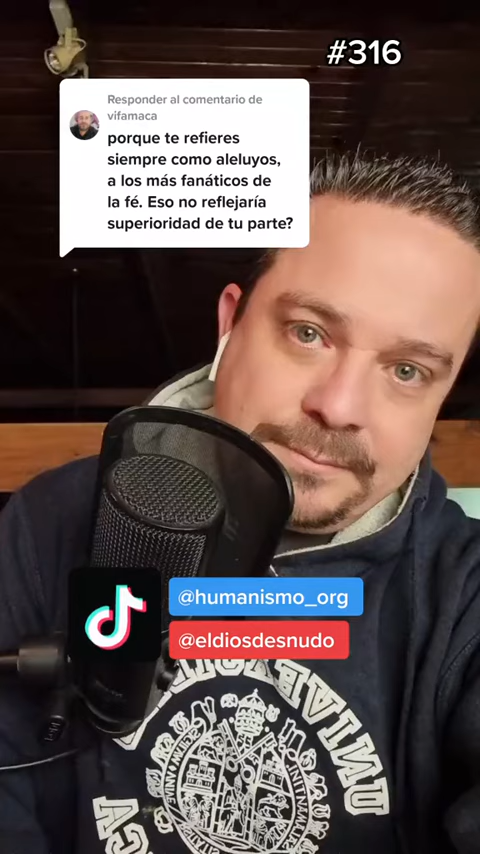 #316
Responder al comentario de
vifamaca
porque te refieres
siempre como aleluyos,
a los más fanáticos de
la fé. Eso no reflejaría
superioridad de tu parte?
@humanismo_org
@eldiosdesnudo